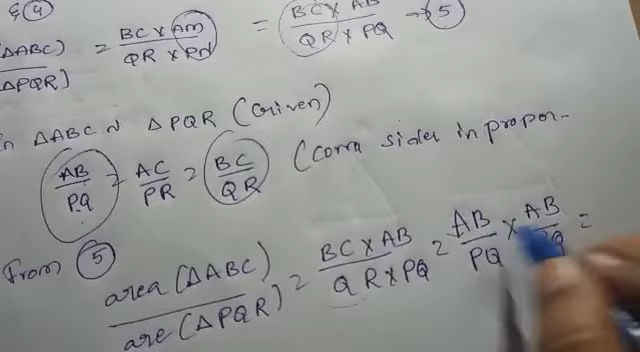 & ④
(ΔABC) / ΔPQR) = BC × AM / QR × PN = BC × AB / QR × PQ → ⑤
In ΔABC ~ ΔPQR (Given)
AB/PQ = AC/PR = BC/QR (Corra sides in propor-
From ⑤
area (ΔABC) / are (ΔPQR) = BC × AB / QR × PQ = AB/PQ × AB/PQ =